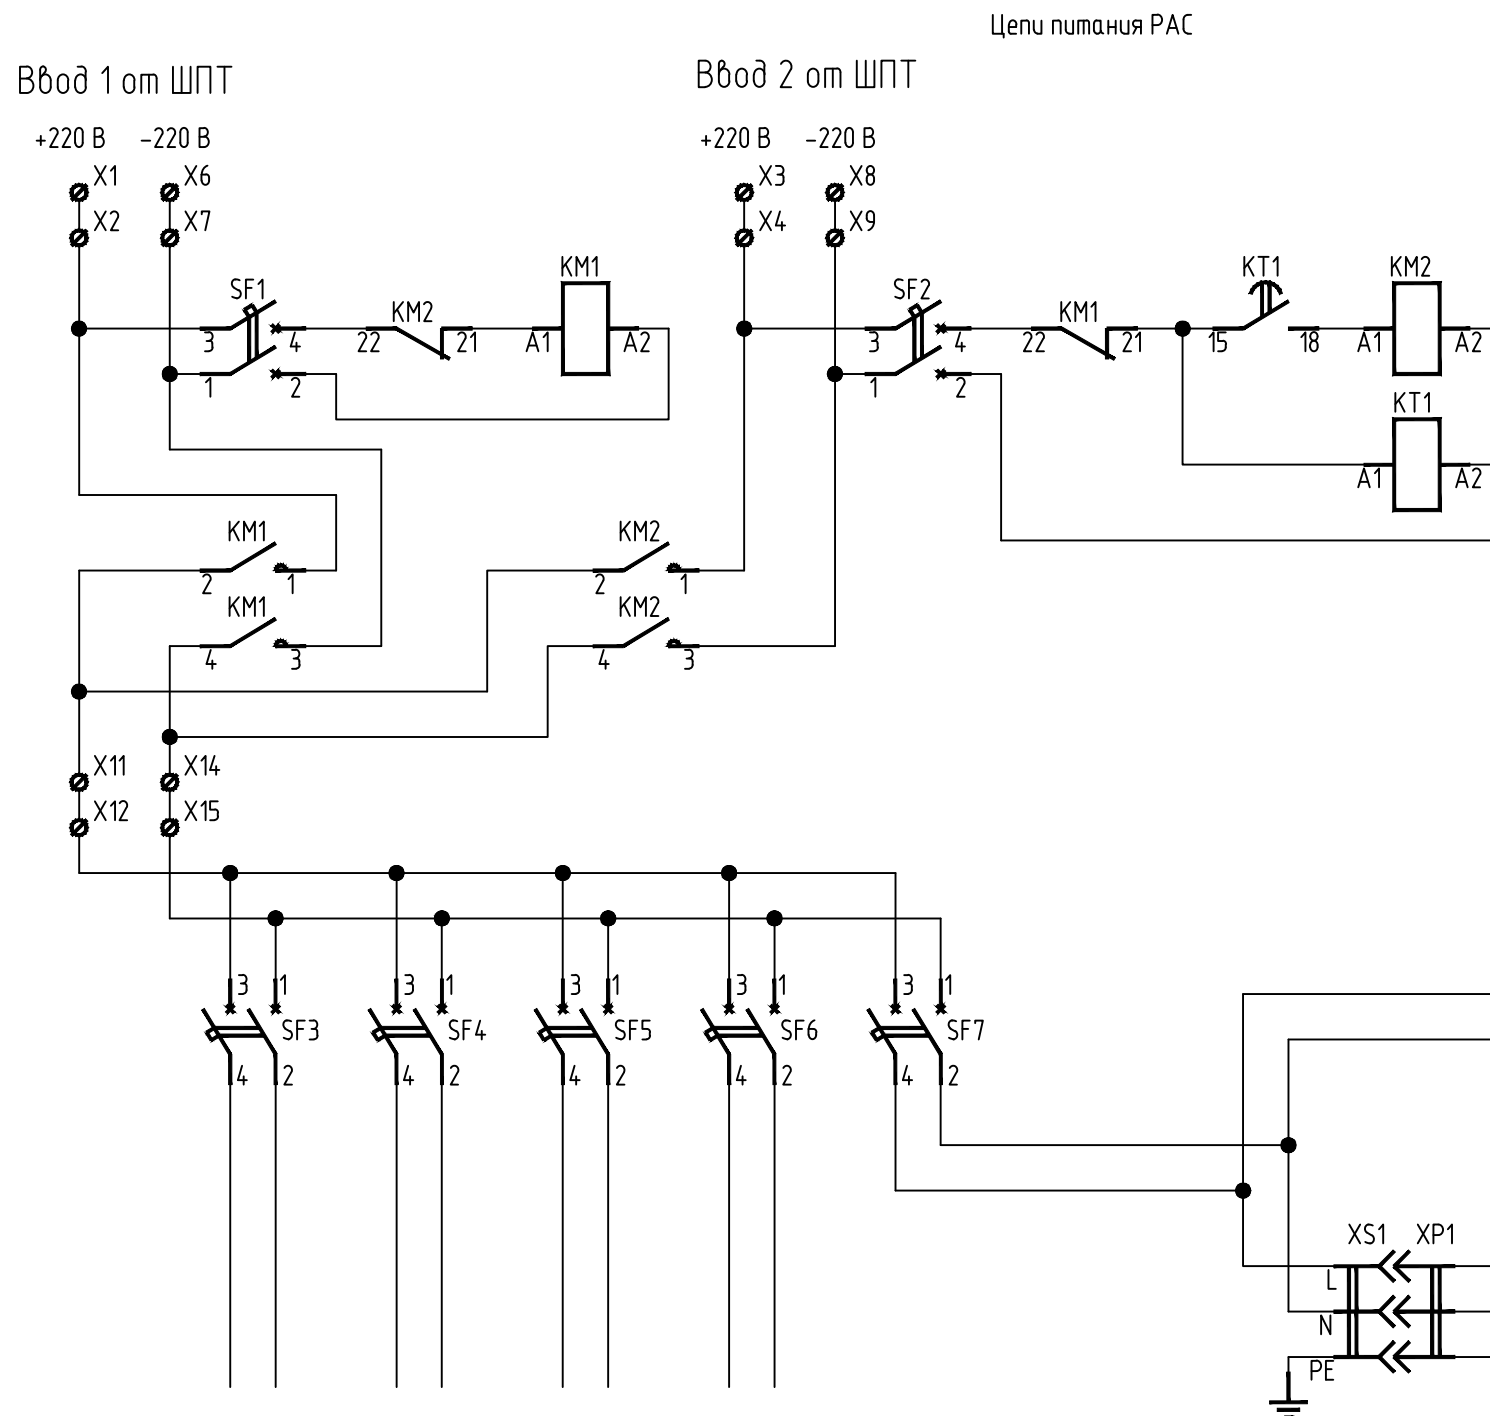 Цепи питания РАС
Ввод 1 от ШПТ
Ввод 2 от ШПТ
+220 В -220 В
+220 В -220 В
X1 X6
X3 X8
X2 X7
X4 X9
SF1 KM2 KM1
SF2 KM1 KT1 KM2
3 4 22 21 A1 A2
3 4 22 21 15 18 A1 A2
1 2
1 2
KT1
A1 A2
KM1
KM2
2 1
2 1
KM1
KM2
4 3
4 3
X11 X14
X12 X15
3 1 3 1 3 1 3 1 3 1
SF3 SF4 SF5 SF6 SF7
4 2 4 2 4 2 4 2 4 2
XS1 XP1
L
N
PE